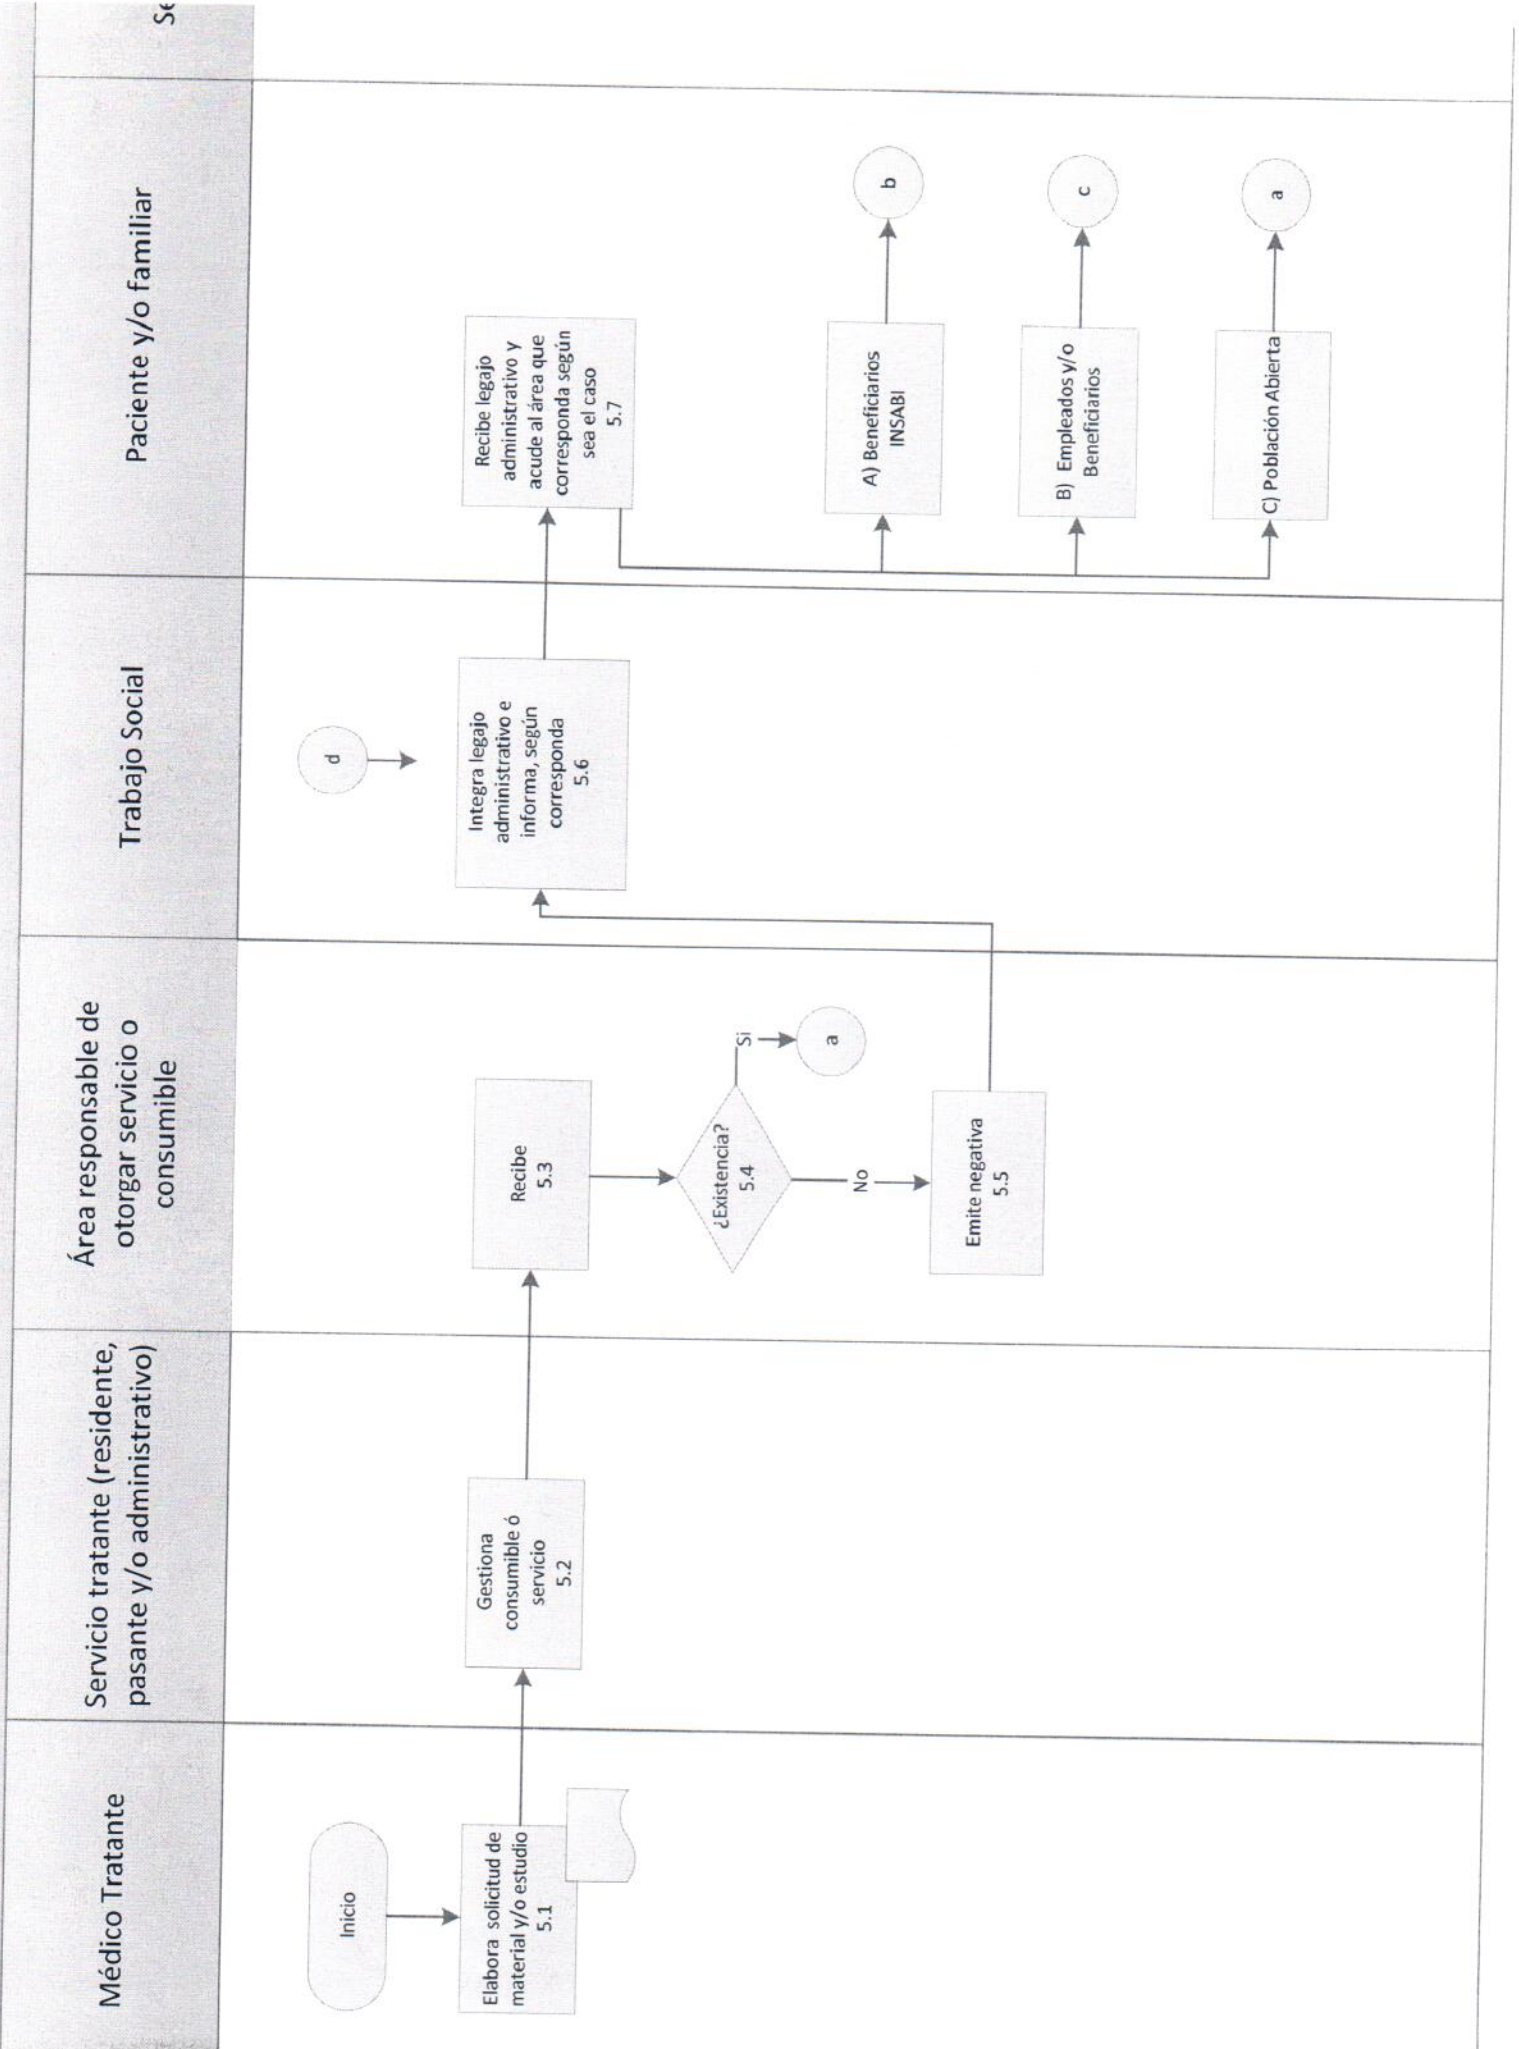 Médico Tratante
Servicio tratante (residente,
pasante y/o administrativo)
Área responsable de
otorgar servicio o
consumible
Trabajo Social
Paciente y/o familiar
Inicio
Elabora solicitud de
material y/o estudio
5.1
Gestiona
consumible ó
servicio
5.2
Recibe
5.3
¿Existencia?
5.4
Si
a
No
Emite negativa
5.5
d
Integra legajo
administrativo e
informa, según
corresponda
5.6
Recibe legajo
administrativo y
acude al área que
corresponda según
sea el caso
5.7
A) Beneficiarios
INSABI
b
B) Empleados y/o
Beneficiarios
c
C) Población Abierta
a